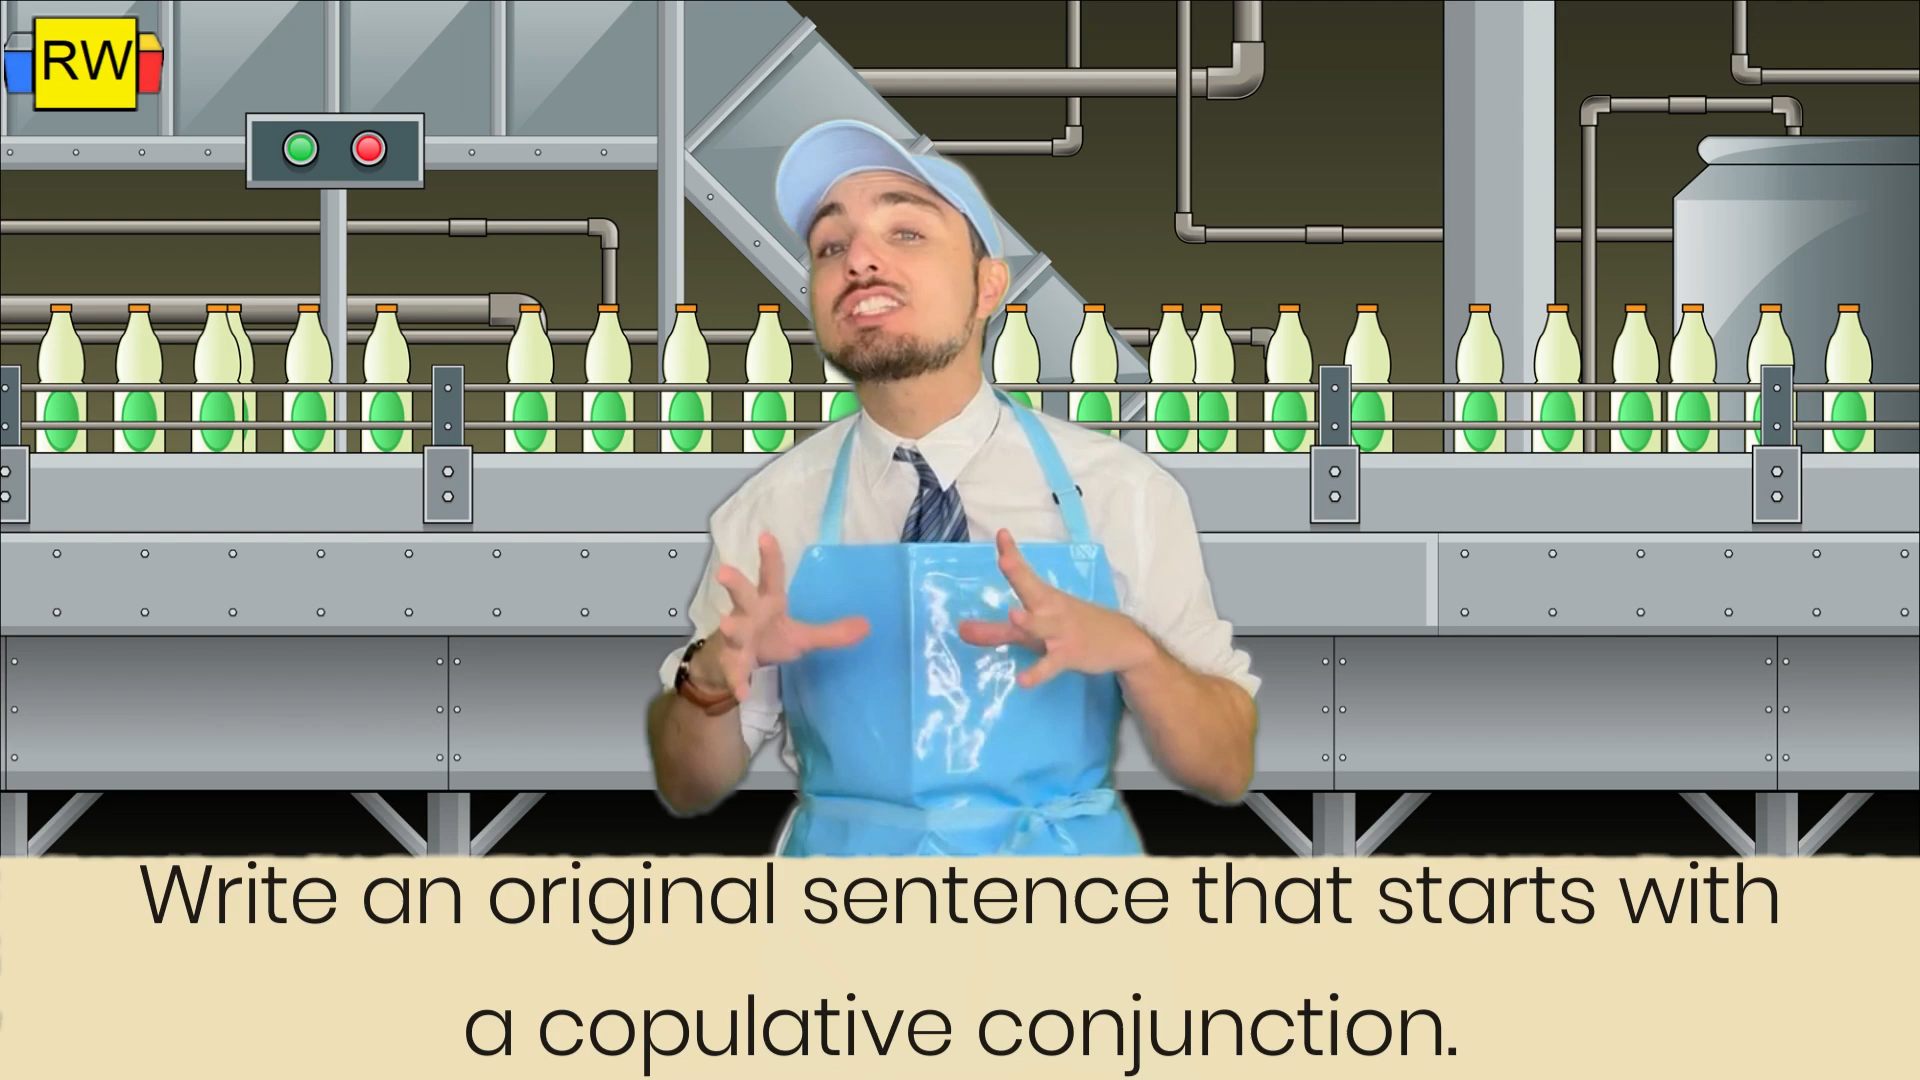 RW
Write an original sentence that starts with
a copulative conjunction.